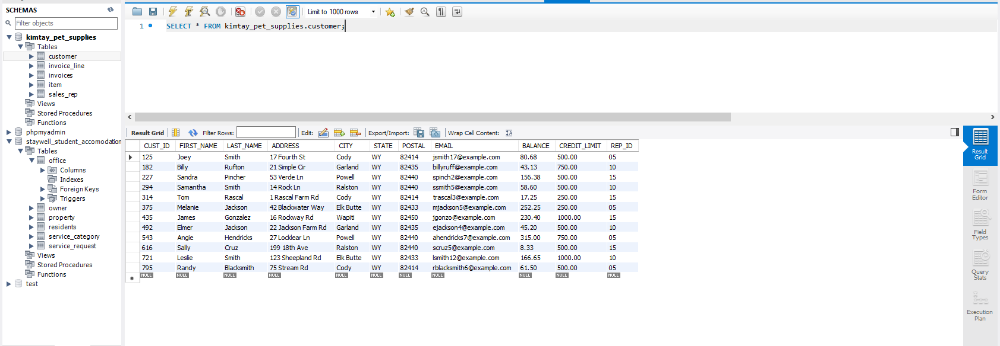 SCHEMAS
Filter objects
kimtay_pet_supplies
Tables
customer
invoice_line
invoices
item
sales_rep
Views
Stored Procedures
Functions
phpmyadmin
staywell_student_accomodation
Tables
office
Columns
Indexes
Foreign Keys
Triggers
owner
property
residents
service_category
service_request
Views
Stored Procedures
Functions
test
Limit to 1000 rows
1 SELECT * FROM kimtay_pet_supplies.customer;
Result Grid Filter Rows: Edit: Export/Import: Wrap Cell Content:
CUST_ID FIRST_NAME LAST_NAME ADDRESS CITY STATE POSTAL EMAIL BALANCE CREDIT_LIMIT REP_ID
125 Joey Smith 17 Fourth St Cody WY 82414 jsmith17@example.com 80.68 500.00 05
182 Billy Rufton 21 Simple Cir Garland WY 82435 billyruff@example.com 43.13 750.00 10
227 Sandra Pincher 53 Verde Ln Powell WY 82440 spinch2@example.com 156.38 500.00 15
294 Samantha Smith 14 Rock Ln Ralston WY 82440 ssmith5@example.com 58.60 500.00 10
314 Tom Rascal 1 Rascal Farm Rd Cody WY 82414 trascal3@example.com 17.25 250.00 15
375 Melanie Jackson 42 Blackwater Way Elk Butte WY 82433 mjackson5@example.com 252.25 250.00 05
435 James Gonzalez 16 Rockway Rd Wapiti WY 82450 jgonzo@example.com 230.40 1000.00 15
492 Elmer Jackson 22 Jackson Farm Rd Garland WY 82435 ejackson4@example.com 45.20 500.00 10
543 Angie Hendricks 27 Locklear Ln Powell WY 82440 ahendricks7@example.com 315.00 750.00 05
616 Sally Cruz 199 18th Ave Ralston WY 82440 scruz5@example.com 8.33 500.00 15
721 Leslie Smith 123 Sheepland Rd Elk Butte WY 82433 lsmith12@example.com 166.65 1000.00 10
795 Randy Blacksmith 75 Stream Rd Cody WY 82414 rblacksmith6@example.com 61.50 500.00 05
NULL NULL NULL NULL NULL NULL NULL NULL NULL NULL NULL
Result
Grid
Form
Editor
Field
Types
Query
Stats
Execution
Plan